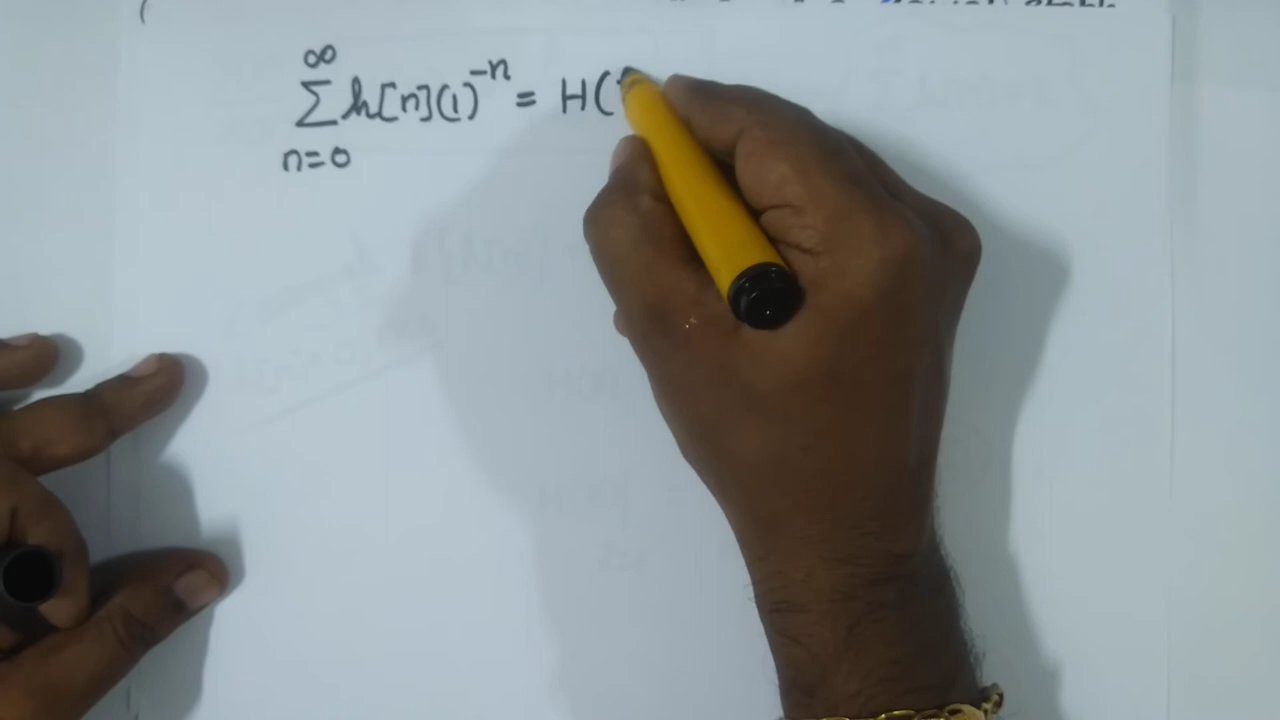 ∞
∑ h[n](1)^{-n} = H(
n=0